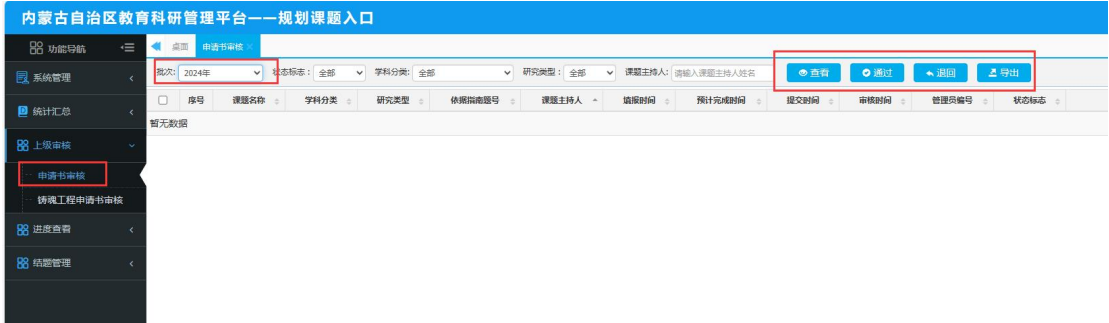 内蒙古自治区教育科研管理平台——规划课题入口
功能导航
桌面 申请书审核 ×
系统管理
批次: 2024年 状态标志: 全部 学科分类: 全部 研究类型: 全部 课题主持人: 请输入课题主持人姓名 查看 通过 退回 导出
序号 课题名称 学科分类 研究类型 依据指南题号 课题主持人 填报时间 预计完成时间 提交时间 审核时间 管理员编号 状态标志
统计汇总
暂无数据
上级审核
申请书审核
铸魂工程申请书审核
进度查看
结题管理